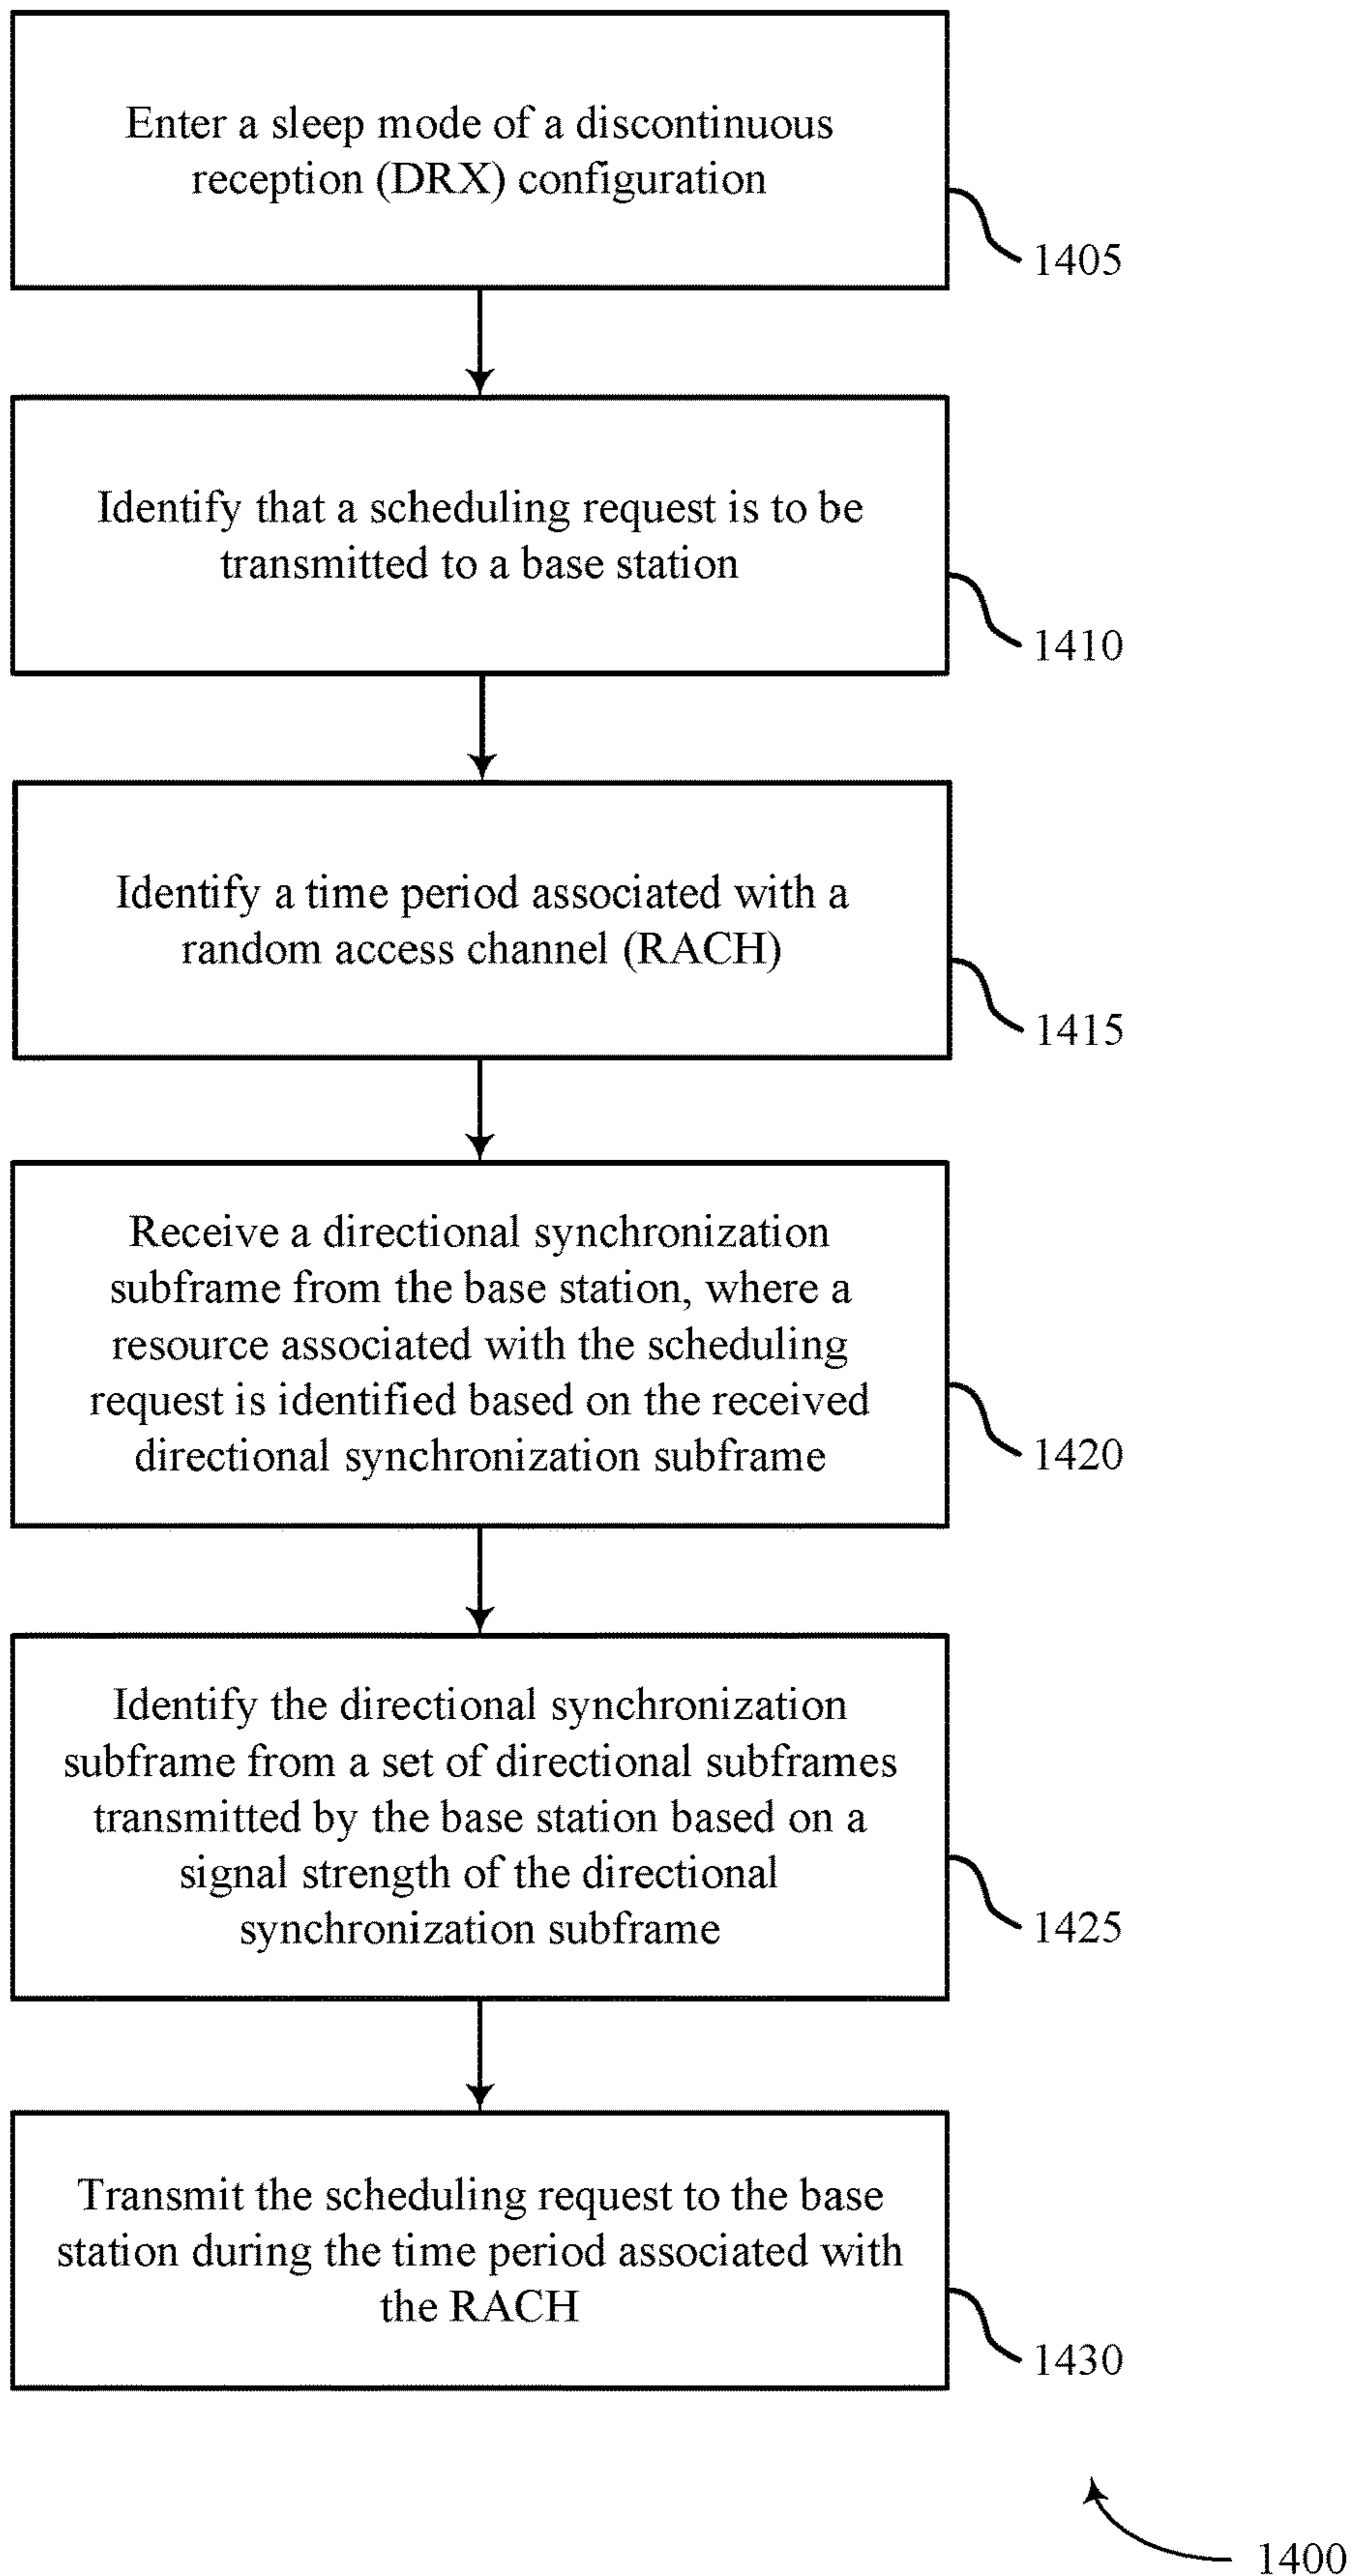 Enter a sleep mode of a discontinuous
reception (DRX) configuration
1405
Identify that a scheduling request is to be
transmitted to a base station
1410
Identify a time period associated with a
random access channel (RACH)
1415
Receive a directional synchronization
subframe from the base station, where a
resource associated with the scheduling
request is identified based on the received
directional synchronization subframe
1420
Identify the directional synchronization
subframe from a set of directional subframes
transmitted by the base station based on a
signal strength of the directional
synchronization subframe
1425
Transmit the scheduling request to the base
station during the time period associated with
the RACH
1430
1400